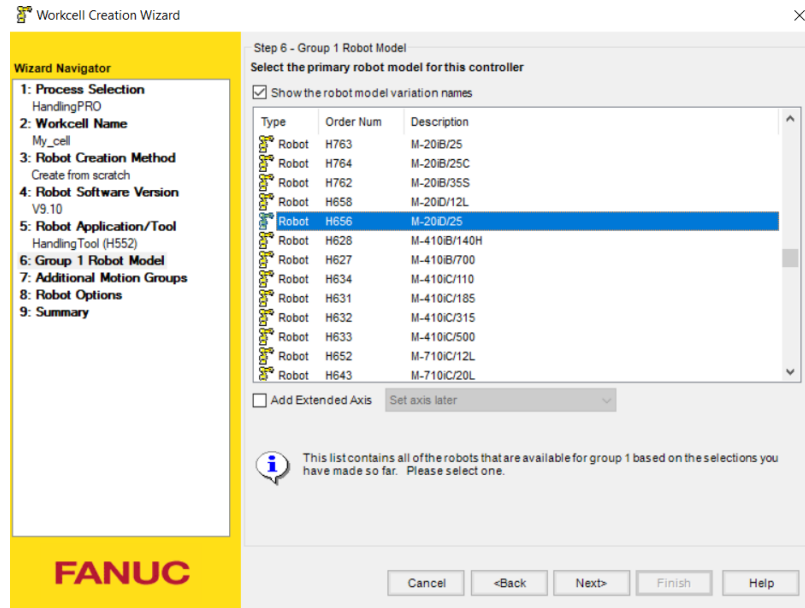 Workcell Creation Wizard
Wizard Navigator
1: Process Selection
HandlingPRO
2: Workcell Name
My_cell
3: Robot Creation Method
Create from scratch
4: Robot Software Version
V9.10
5: Robot Application/Tool
HandlingTool (H552)
6: Group 1 Robot Model
7: Additional Motion Groups
8: Robot Options
9: Summary
FANUC
Step 6 - Group 1 Robot Model
Select the primary robot model for this controller
Show the robot model variation names
Type Order Num Description
Robot H763 M-20iB/25
Robot H764 M-20iB/25C
Robot H762 M-20iB/35S
Robot H658 M-20iD/12L
Robot H656 M-20iD/25
Robot H628 M-410iB/140H
Robot H627 M-410iB/700
Robot H634 M-410iC/110
Robot H631 M-410iC/185
Robot H632 M-410iC/315
Robot H633 M-410iC/500
Robot H652 M-710iC/12L
Robot H643 M-710iC/20L
Add Extended Axis Set axis later
This list contains all of the robots that are available for group 1 based on the selections you
have made so far. Please select one.
Cancel <Back Next> Finish Help